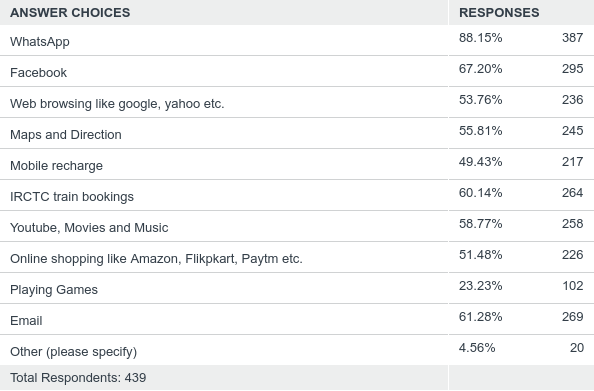 ANSWER CHOICES RESPONSES
WhatsApp 88.15% 387
Facebook 67.20% 295
Web browsing like google, yahoo etc. 53.76% 236
Maps and Direction 55.81% 245
Mobile recharge 49.43% 217
IRCTC train bookings 60.14% 264
Youtube, Movies and Music 58.77% 258
Online shopping like Amazon, Flikpkart, Paytm etc. 51.48% 226
Playing Games 23.23% 102
Email 61.28% 269
Other (please specify) 4.56% 20
Total Respondents: 439